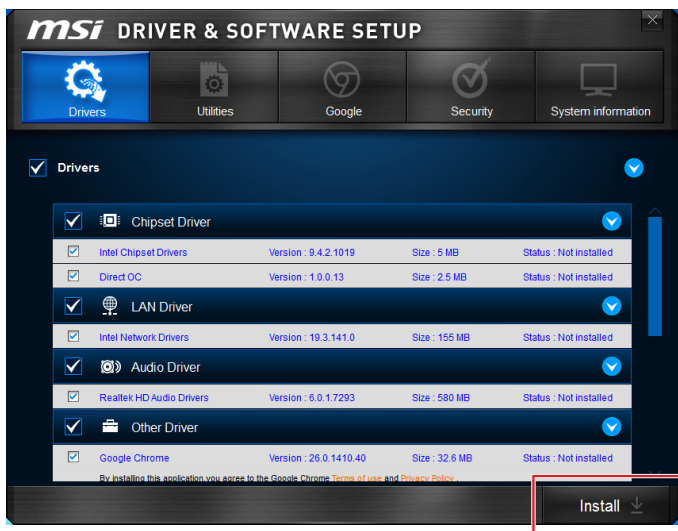 msi DRIVER & SOFTWARE SETUP
Drivers Utilities Google Security System information
Drivers
Chipset Driver
Intel Chipset Drivers Version : 9.4.2.1019 Size : 5 MB Status : Not installed
Direct OC Version : 1.0.0.13 Size : 2.5 MB Status : Not installed
LAN Driver
Intel Network Drivers Version : 19.3.141.0 Size : 155 MB Status : Not installed
Audio Driver
Realtek HD Audio Drivers Version : 6.0.1.7293 Size : 580 MB Status : Not installed
Other Driver
Google Chrome Version : 26.0.1410.40 Size : 32.6 MB Status : Not installed
By installing this application,you agree to the Google Chrome Terms of use and Privacy Policy .
Install